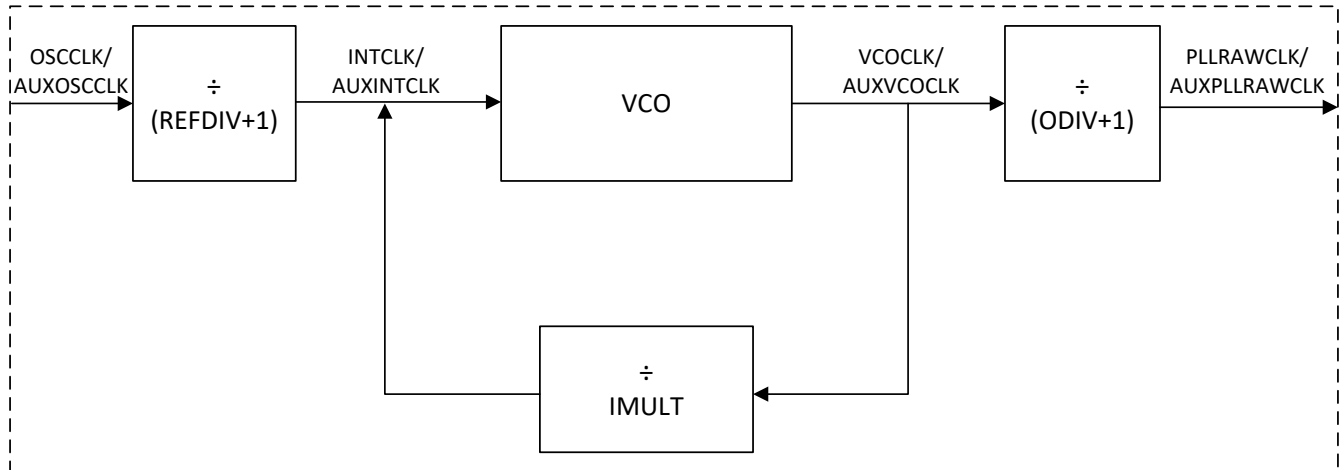 OSCCLK/
AUXOSCCLK
÷
(REFDIV+1)
INTCLK/
AUXINTCLK
VCO
VCOCLK/
AUXVCOCLK
÷
(ODIV+1)
PLLRAWCLK/
AUXPLLRAWCLK
÷
IMULT